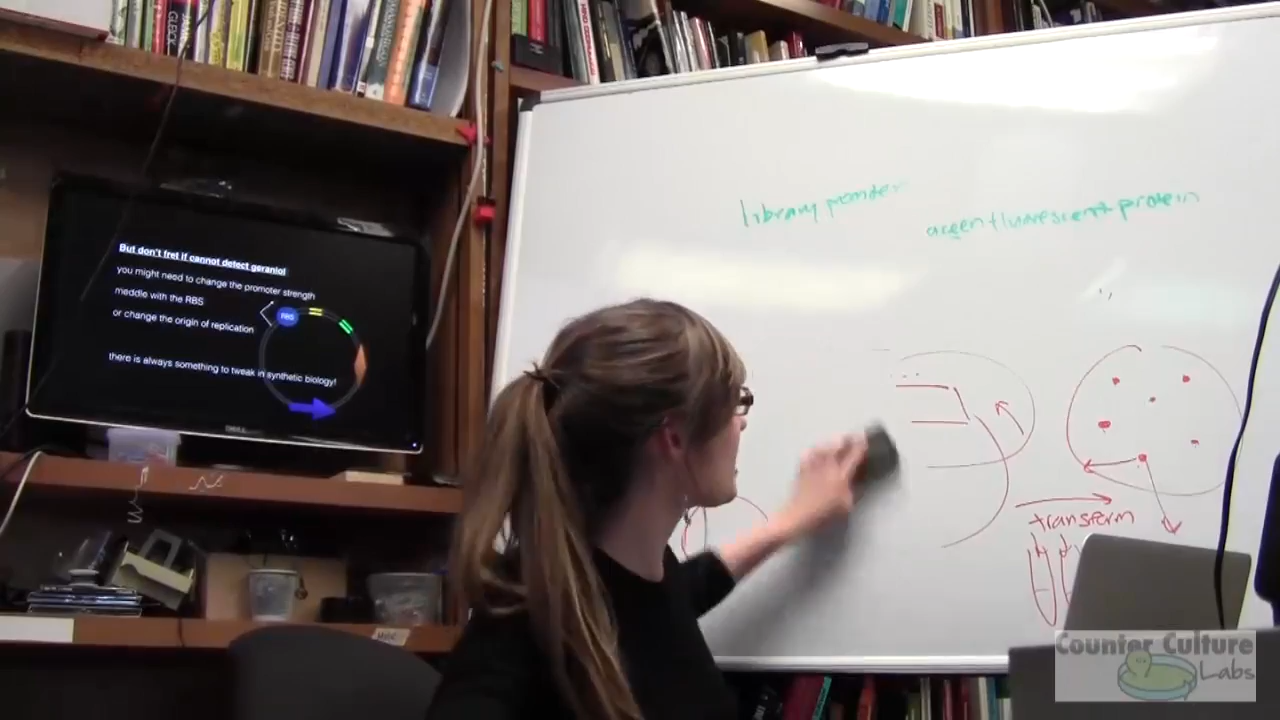 But don't fret if cannot detect geraniol
you might need to change the promoter strength
meddle with the RBS
or change the origin of replication
there is always something to tweak in synthetic biology!
RBS
DELL
library promoter
green fluorescent protein
transform
Counter Culture
Labs